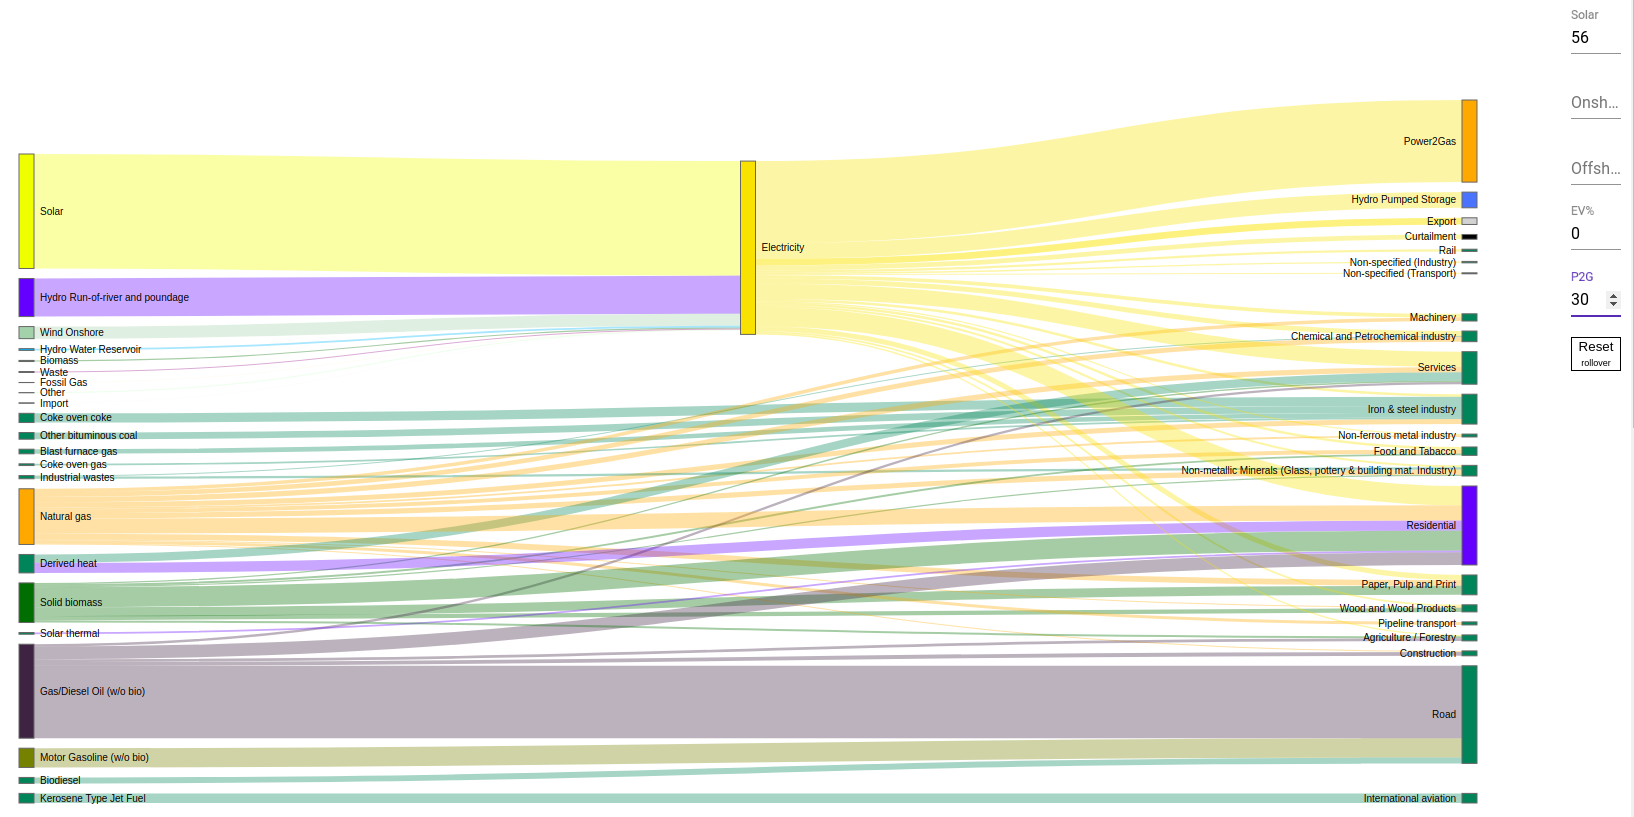 Solar
56
Onsh...
Offsh...
EV%
0
P2G
30
Reset
rollover
Solar
Hydro Run-of-river and poundage
Wind Onshore
Hydro Water Reservoir
Biomass
Waste
Fossil Gas
Other
Import
Coke oven coke
Other bituminous coal
Blast furnace gas
Coke oven gas
Industrial wastes
Natural gas
Derived heat
Solid biomass
Solar thermal
Gas/Diesel Oil (w/o bio)
Motor Gasoline (w/o bio)
Biodiesel
Kerosene Type Jet Fuel
Electricity
Power2Gas
Hydro Pumped Storage
Export
Curtailment
Rail
Non-specified (Industry)
Non-specified (Transport)
Machinery
Chemical and Petrochemical industry
Services
Iron & steel industry
Non-ferrous metal industry
Food and Tabacco
Non-metallic Minerals (Glass, pottery & building mat. Industry)
Residential
Paper, Pulp and Print
Wood and Wood Products
Pipeline transport
Agriculture / Forestry
Construction
Road
International aviation